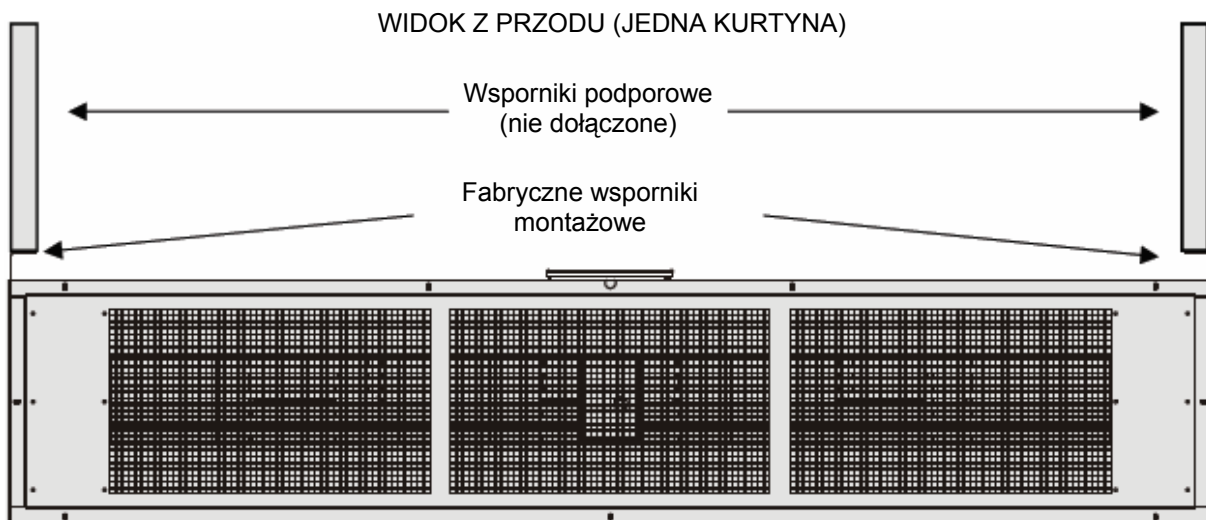 WIDOK Z PRZODU (JEDNA KURTYNA)
Wsporniki podporowe
(nie dołączone)
Fabryczne wsporniki
montażowe